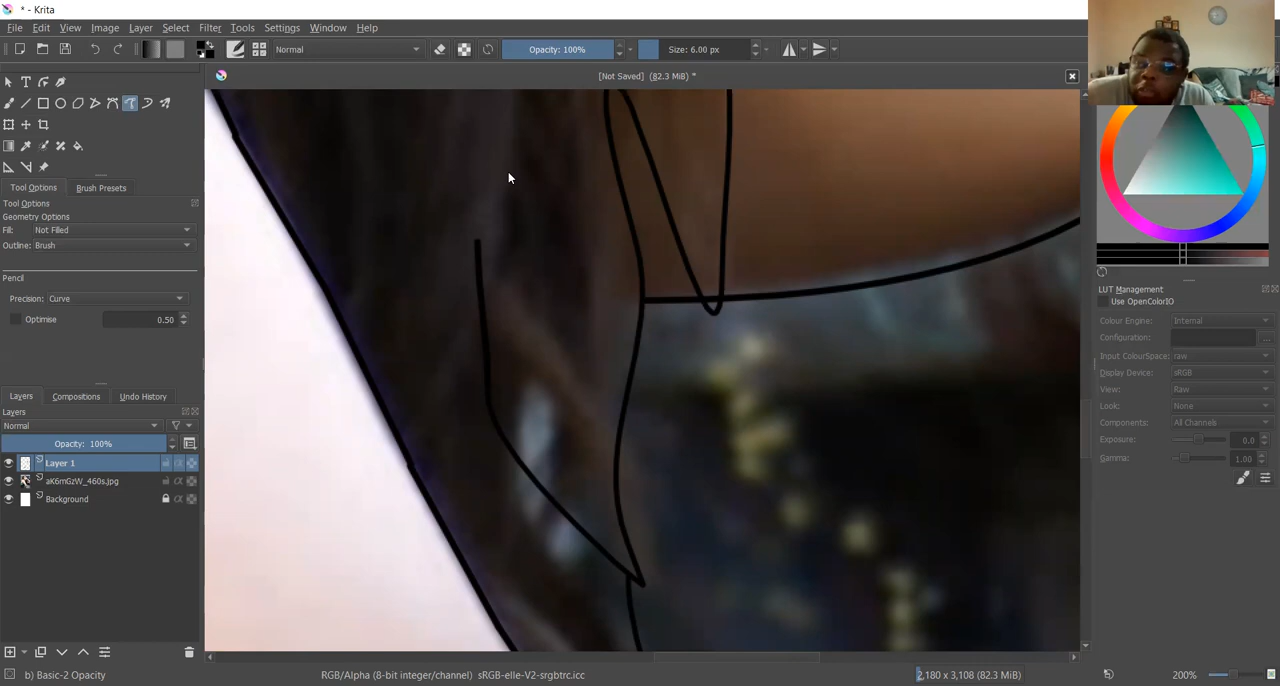 * - Krita
File Edit View Image Layer Select Filter Tools Settings Window Help
Normal Opacity: 100% Size: 6.00 px
[Not Saved] (82.3 MiB) *
Tool Options Brush Presets
Tool Options
Geometry Options
Fill: Not Filled
Outline: Brush
Pencil
Precision: Curve
Optimise 0.50
Layers Compositions Undo History
Layers
Normal
Opacity: 100%
Layer 1
aK6mGzW_460s.jpg
Background
LUT Management
Use OpenColorIO
Colour Engine: Internal
Configuration: ...
Input ColourSpace: raw
Display Device: sRGB
View: Raw
Look: None
Components: All Channels
Exposure: 0.0
Gamma: 1.00
b) Basic-2 Opacity RGB/Alpha (8-bit integer/channel) sRGB-elle-V2-srgbtrc.icc 2,180 x 3,108 (82.3 MiB) 200%